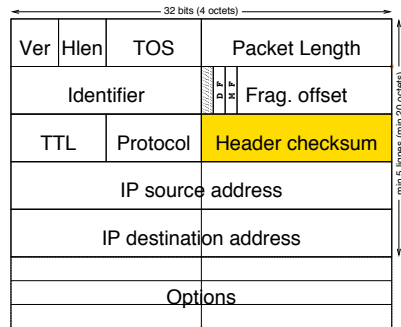 32 bits (4 octets)
Ver Hlen TOS Packet Length
Identifier D F M F Frag. offset
TTL Protocol Header checksum
IP source address
IP destination address
Options
min 5 lignes (min 20 octets)